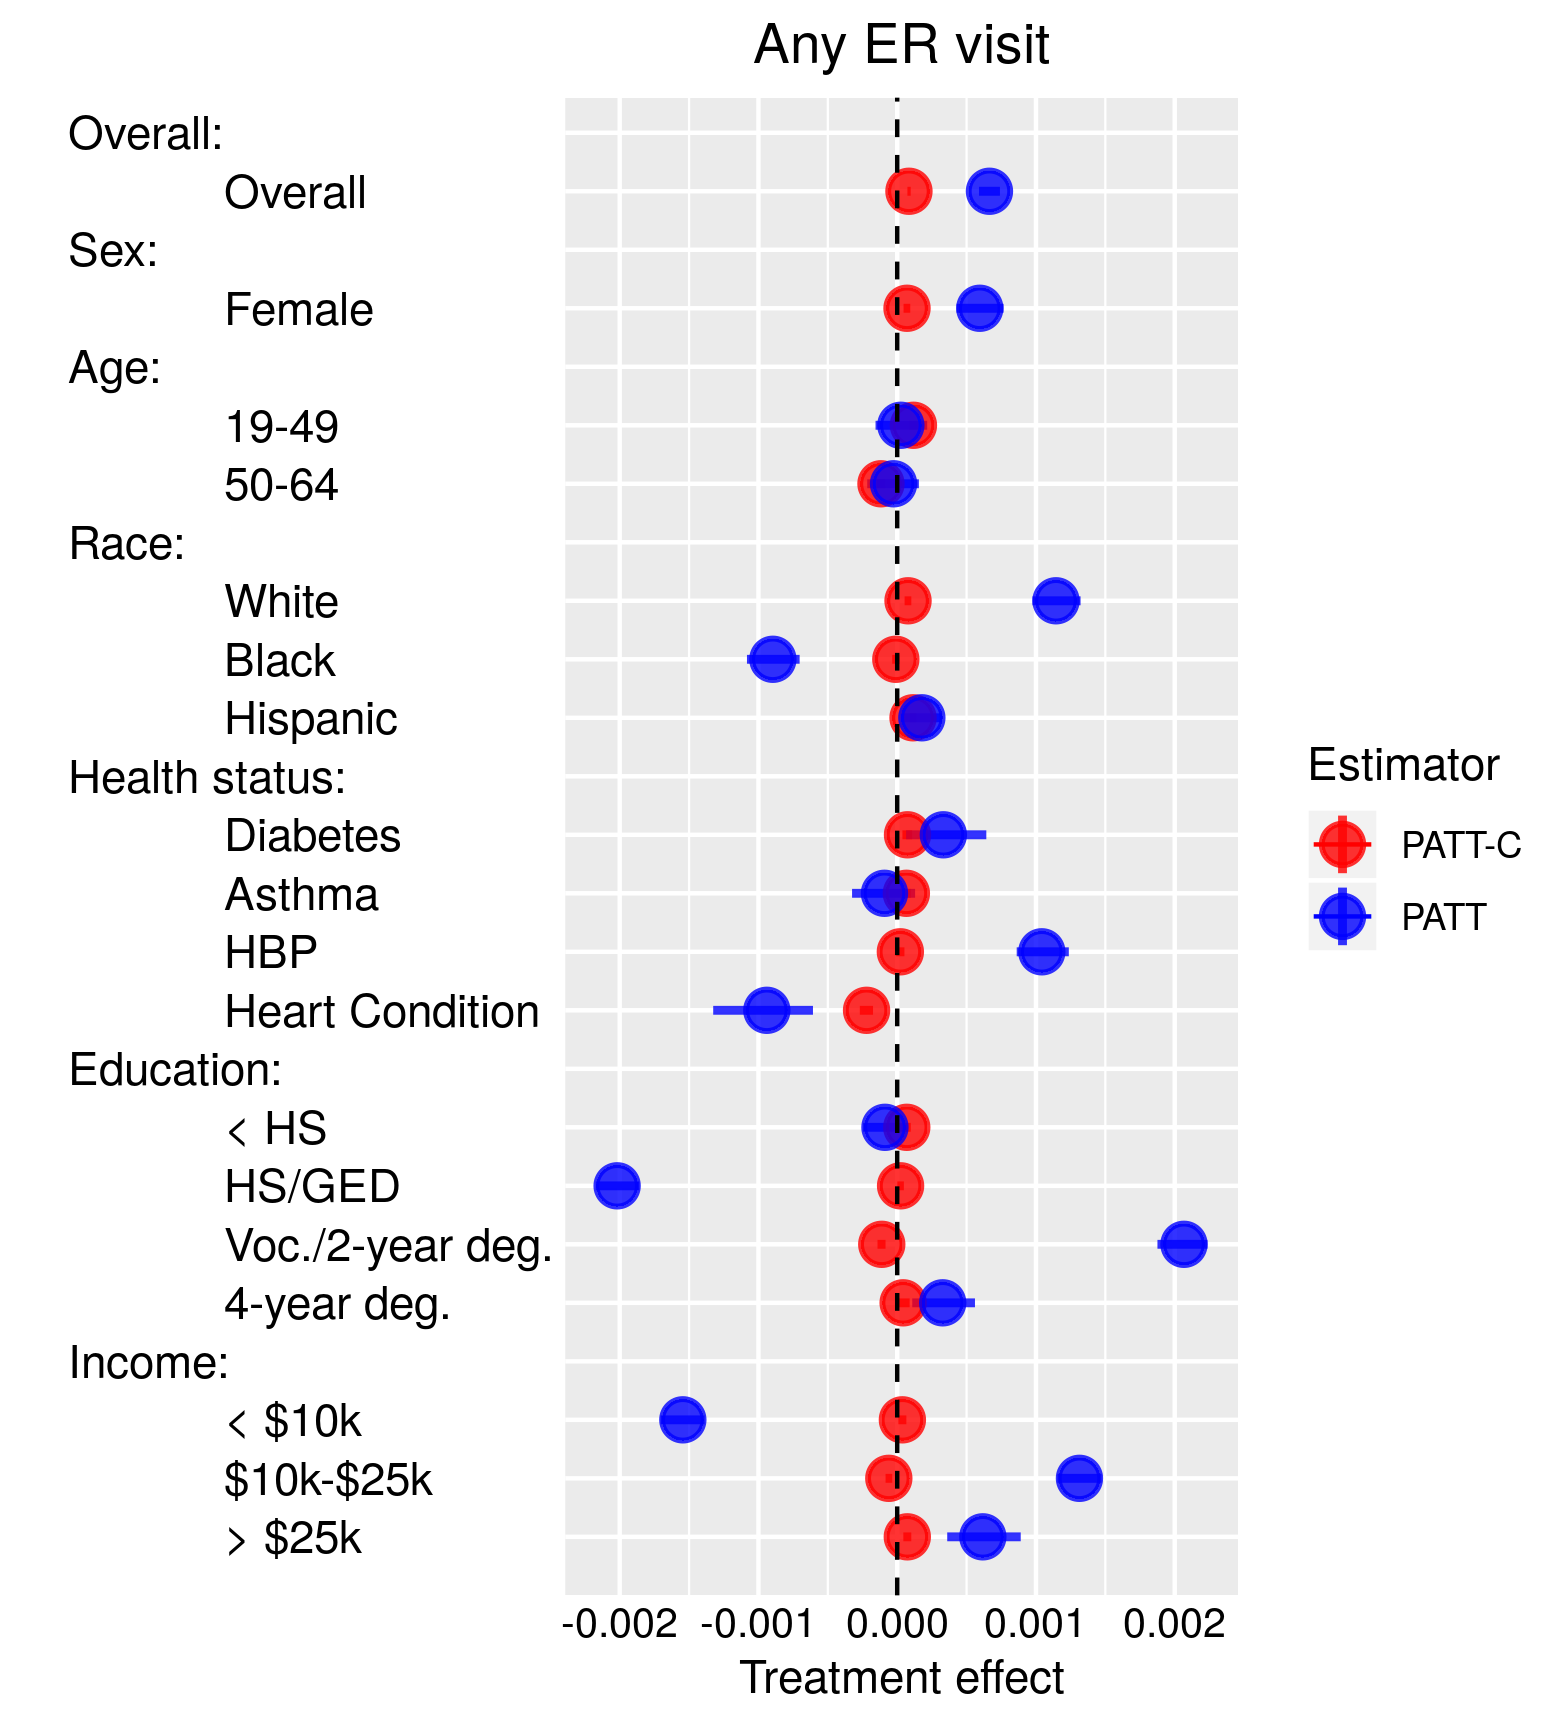 Any ER visit
Overall:
Overall
Sex:
Female
Age:
19-49
50-64
Race:
White
Black
Hispanic
Health status:
Diabetes
Asthma
HBP
Heart Condition
Education:
< HS
HS/GED
Voc./2-year deg.
4-year deg.
Income:
< $10k
$10k-$25k
> $25k
-0.002 -0.001 0.000 0.001 0.002
Treatment effect
Estimator
PATT-C
PATT